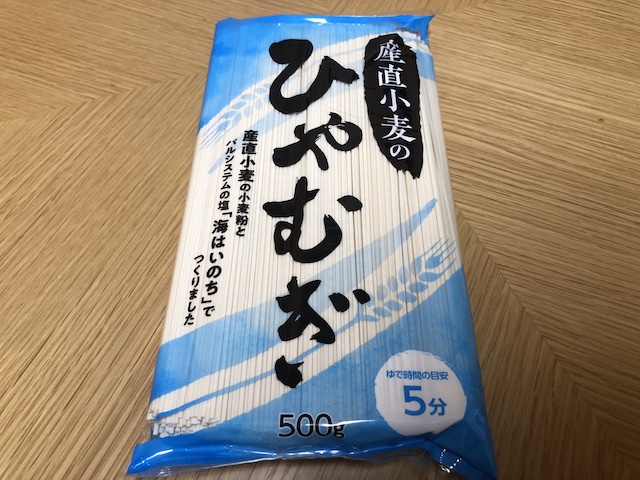 産直小麦の
ひやむぎ
産直小麦の小麦粉と
パルシステムの塩「海はいのち」で
つくりました
ゆで時間の目安
5分
500g